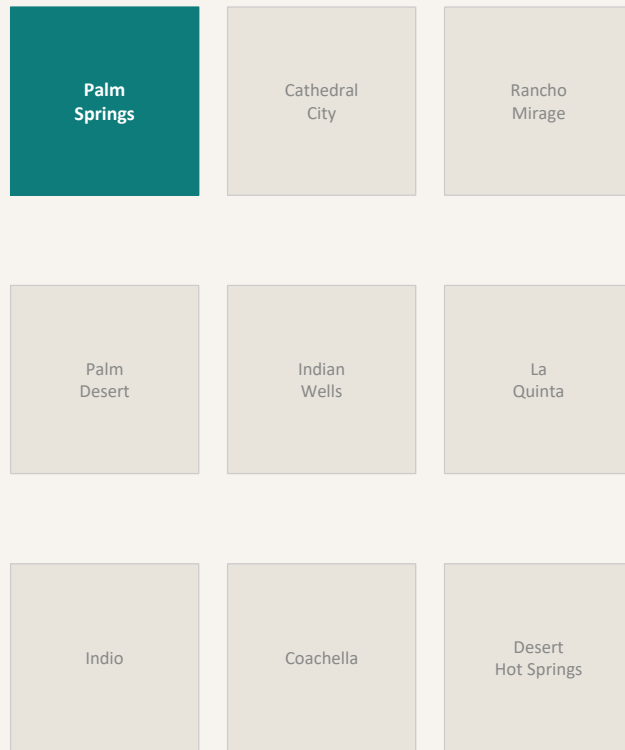 Palm
Springs
Cathedral
City
Rancho
Mirage
Palm
Desert
Indian
Wells
La
Quinta
Indio
Coachella
Desert
Hot Springs